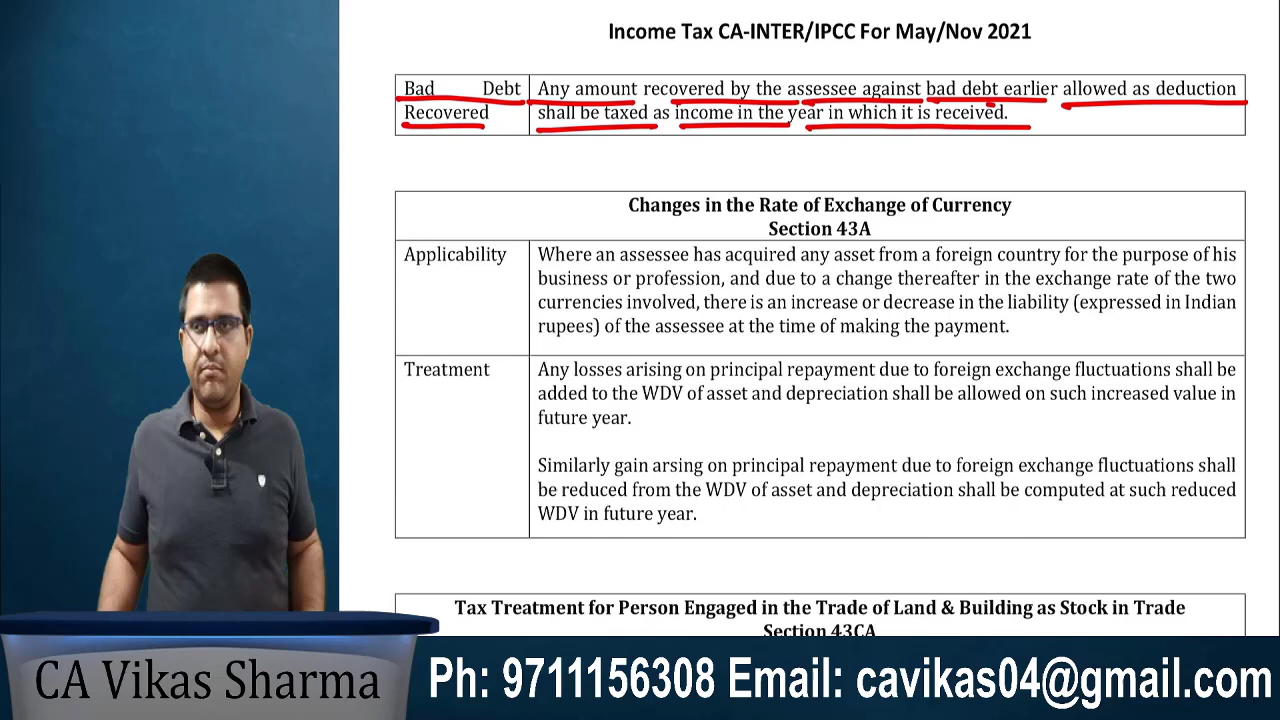 Income Tax CA-INTER/IPCC For May/Nov 2021
Bad Debt Any amount recovered by the assessee against bad debt earlier allowed as deduction
Recovered shall be taxed as income in the year in which it is received.
Changes in the Rate of Exchange of Currency
Section 43A
Applicability Where an assessee has acquired any asset from a foreign country for the purpose of his
business or profession, and due to a change thereafter in the exchange rate of the two
currencies involved, there is an increase or decrease in the liability (expressed in Indian
rupees) of the assessee at the time of making the payment.
Treatment Any losses arising on principal repayment due to foreign exchange fluctuations shall be
added to the WDV of asset and depreciation shall be allowed on such increased value in
future year.
Similarly gain arsing on principal repayment due to foreign exchange fluctuations shall
be reduced from the WDV of asset and depreciation shall be computed at such reduced
WDV in future year.
Tax Treatment for Person Engaged in the Trade of Land & Building as Stock in Trade
Section 43CA
CA Vikas Sharma
Ph: 9711156308 Email: cavikas04@gmail.com